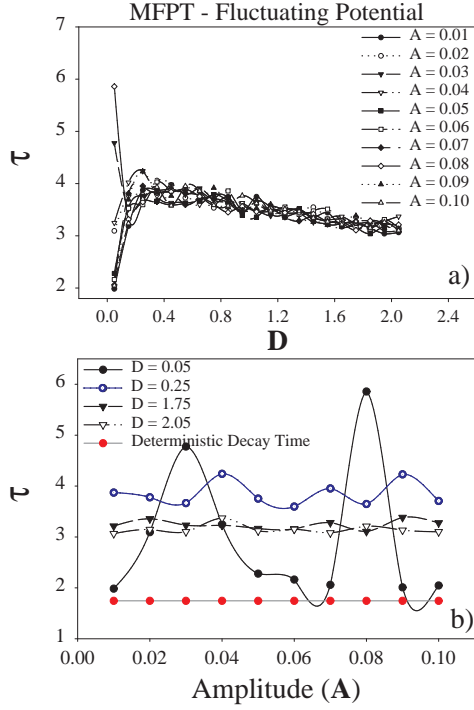 MFPT - Fluctuating Potential
7
6
5
4
3
2
τ
A = 0.01
A = 0.02
A = 0.03
A = 0.04
A = 0.05
A = 0.06
A = 0.07
A = 0.08
A = 0.09
A = 0.10
a)
0.0 0.4 0.8 1.2 1.6 2.0 2.4
D
D = 0.05
D = 0.25
D = 1.75
D = 2.05
Deterministic Decay Time
6
5
4
3
2
1
τ
b)
0.00 0.02 0.04 0.06 0.08 0.10
Amplitude (A)